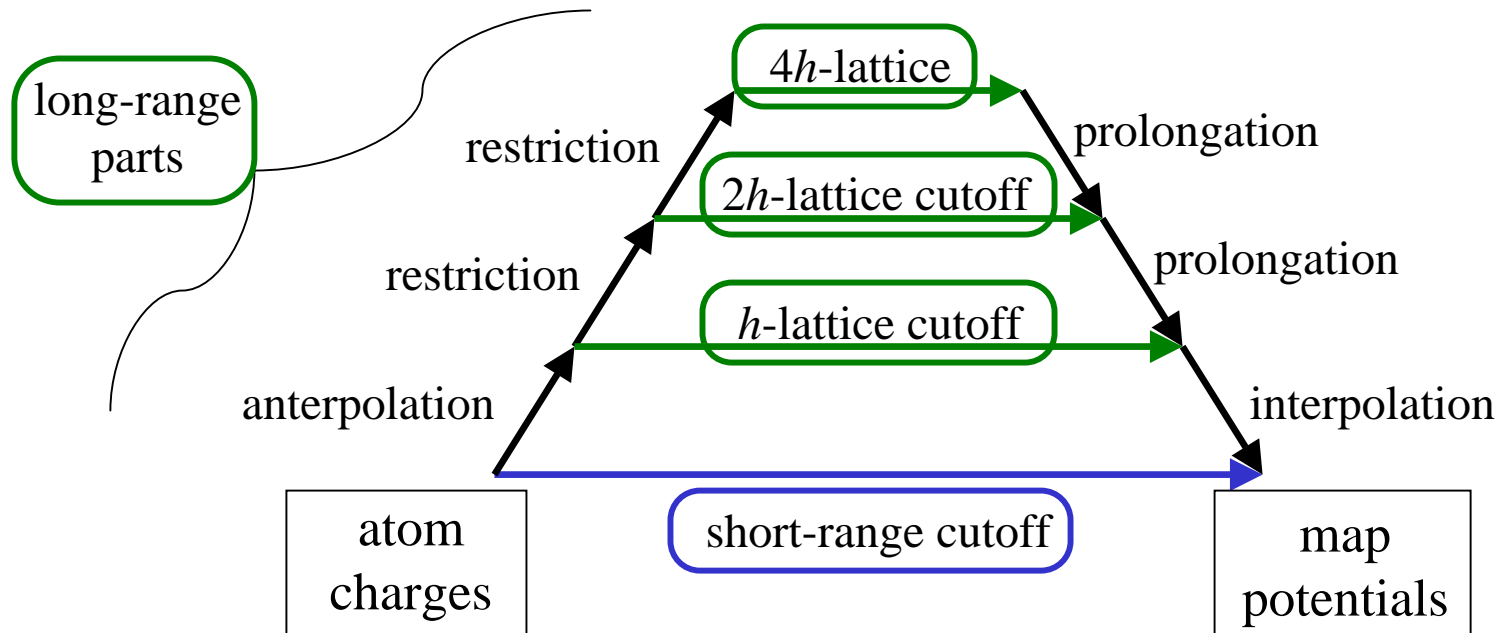 long-range
parts
4h-lattice
restriction
prolongation
2h-lattice cutoff
restriction
prolongation
h-lattice cutoff
anterpolation
interpolation
atom
charges
short-range cutoff
map
potentials